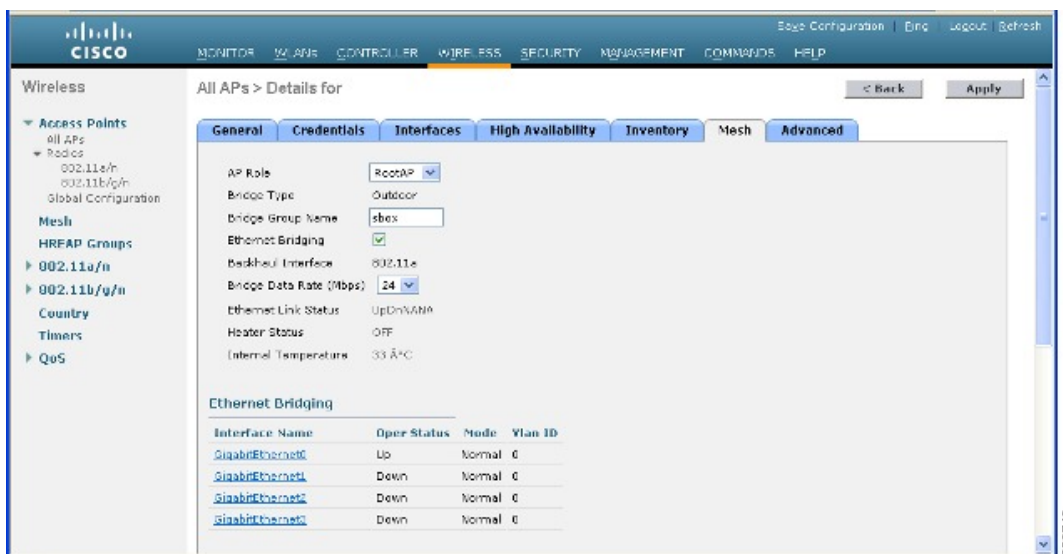 Save Configuration | Ping | Logout | Refresh
CISCO
MONITOR WLANs CONTROLLER WIRELESS SECURITY MANAGEMENT COMMANDS HELP
Wireless
All APs > Details for
< Back
Apply
Access Points
All APs
Radios
802.11a/n
802.11b/g/n
Global Configuration
Mesh
HREAP Groups
802.11a/n
802.11b/g/n
Country
Timers
QoS
General Credentials Interfaces High Availability Inventory Mesh Advanced
AP Role RootAP
Bridge Type Outdoor
Bridge Group Name sbox
Ethernet Bridging
Backhaul Interface 802.11a
Bridge Data Rate (Mbps) 24
Ethernet Link Status UpDnNANA
Heater Status OFF
Internal Temperature 33 Â°C
Ethernet Bridging
Interface Name Oper Status Mode Vlan ID
GigabitEthernet0 Up Normal 0
GigabitEthernet1 Down Normal 0
GigabitEthernet2 Down Normal 0
GigabitEthernet3 Down Normal 0